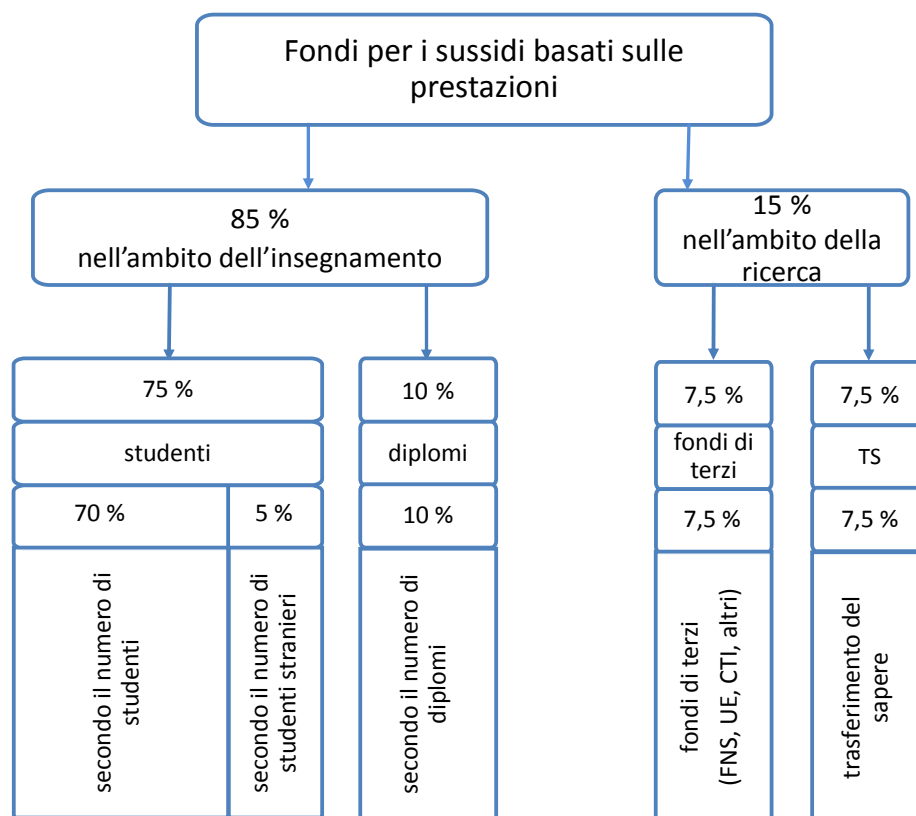 Fondi per i sussidi basati sulle
prestazioni
85 %
nell'ambito dell'insegnamento
15 %
nell'ambito della
ricerca
75 %
10 %
7,5 %
7,5 %
studenti
diplomi
fondi di
terzi
TS
70 %
5 %
10 %
7,5 %
7,5 %
secondo il numero di
studenti
secondo il numero di
studenti stranieri
secondo il numero di
diplomi
fondi di terzi
(FNS, UE, CTI, altri)
trasferimento del
sapere